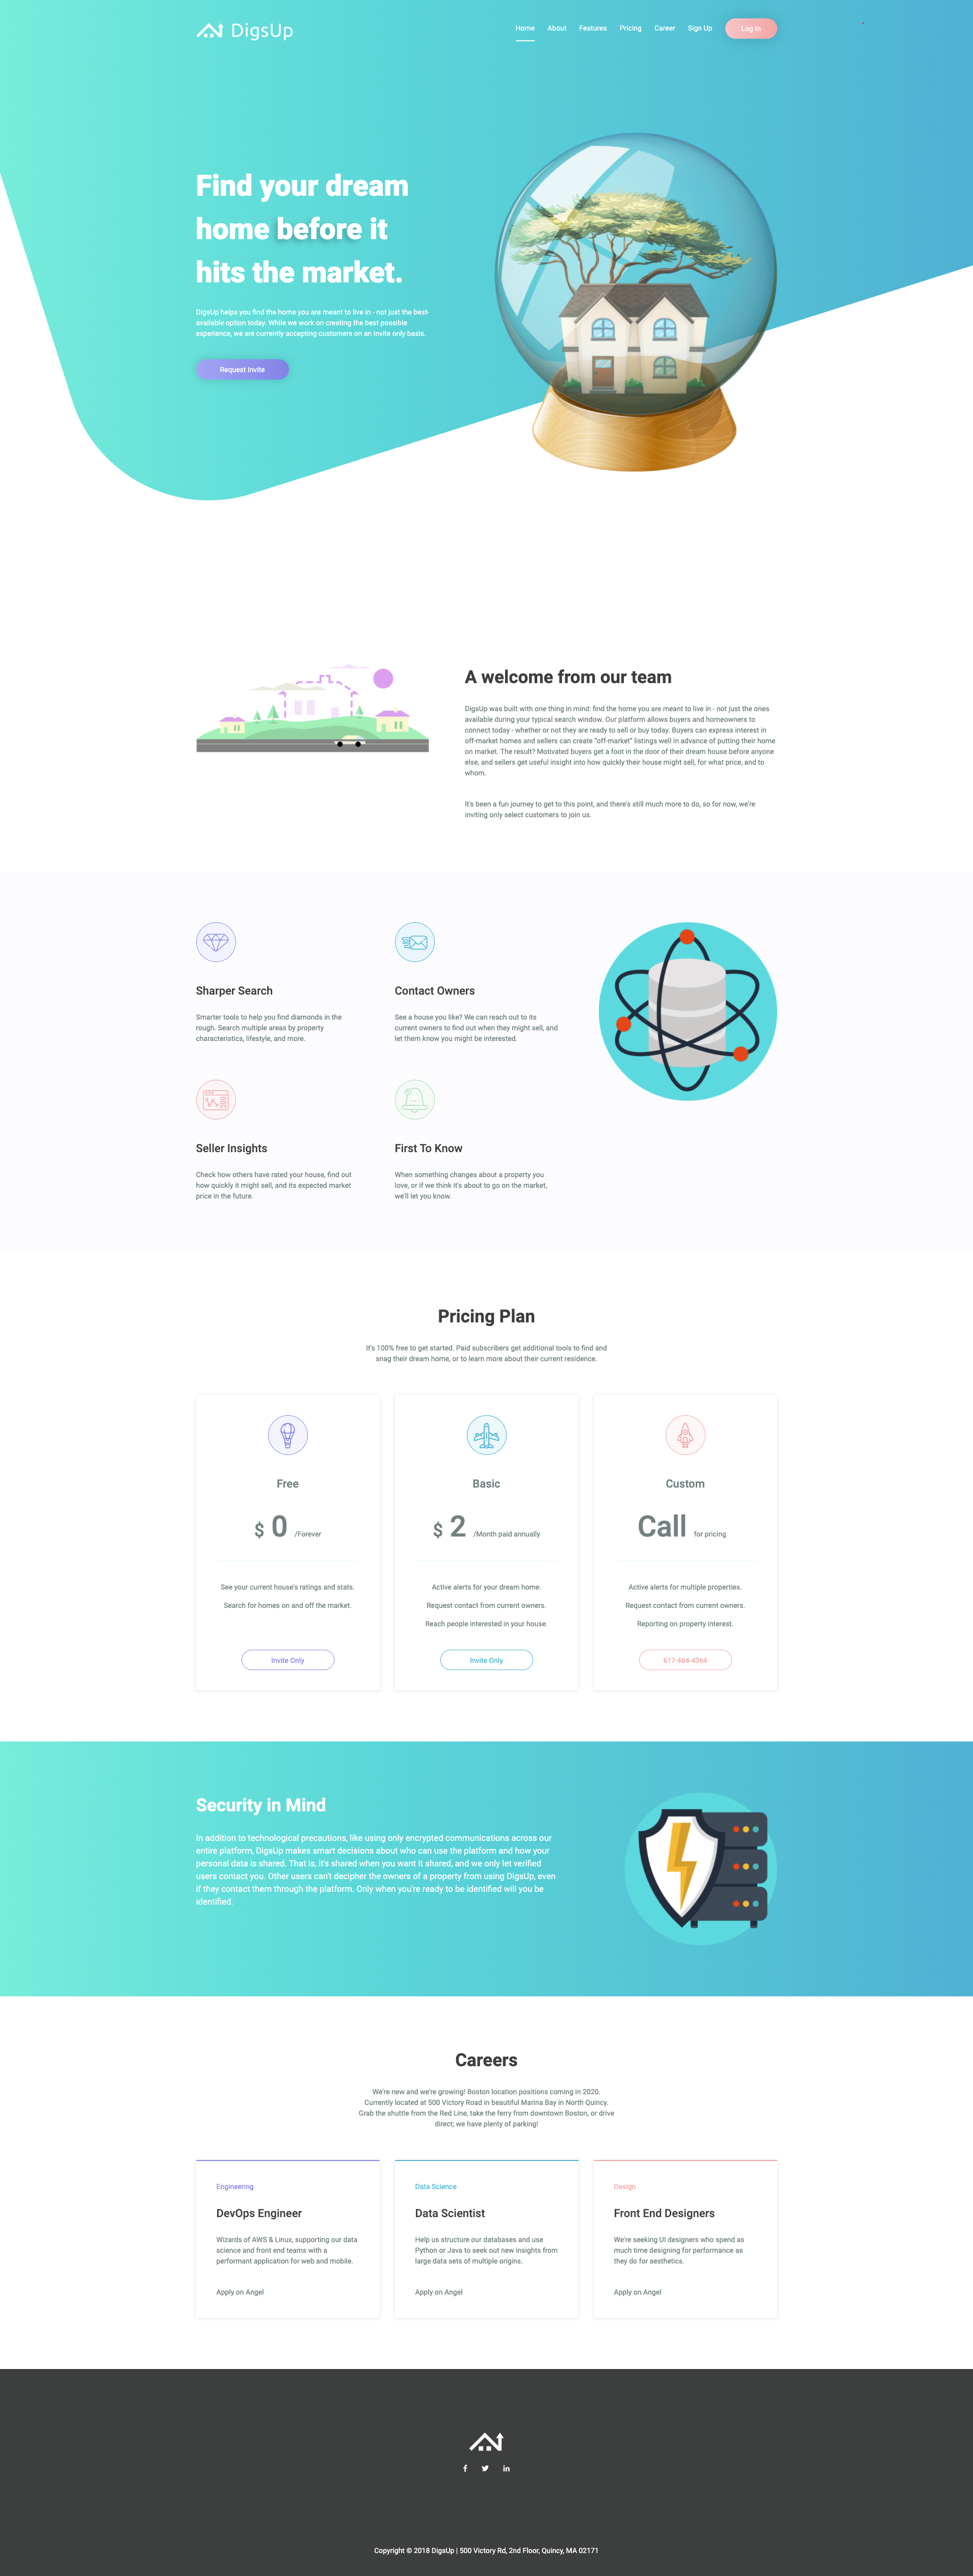 DigsUp
Home About Features Pricing Career Sign Up Log In
Find your dream
home before it
hits the market.
DigsUp helps you find the home you are meant to live in - not just the best-
available option today. While we work on creating the best possible
experience, we are currently accepting customers on an invite only basis.
Request Invite
A welcome from our team
DigsUp was built with one thing in mind: find the home you are meant to live in - not just the ones
available during your typical search window. Our platform allows buyers and homeowners to
connect today - whether or not they are ready to sell or buy today. Buyers can express interest in
off-market homes and sellers can create "off-market" listings well in advance of putting their home
on market. The result? Motivated buyers get a foot in the door of their dream house before anyone
else, and sellers get useful insight into how quickly their house might sell, for what price, and to
whom.
It's been a fun journey to get to this point, and there's still much more to do, so for now, we're
inviting only select customers to join us.
Sharper Search
Smarter tools to help you find diamonds in the
rough. Search multiple areas by property
characteristics, lifestyle, and more.
Contact Owners
See a house you like? We can reach out to its
current owners to find out when they might sell, and
let them know you might be interested.
Seller Insights
Check how others have rated your house, find out
how quickly it might sell, and its expected market
price in the future.
First To Know
When something changes about a property you
love, or if we think it's about to go on the market,
we'll let you know.
Pricing Plan
It's 100% free to get started. Paid subscribers get additional tools to find and
snag their dream home, or to learn more about their current residence.
Free
$ 0 /Forever
See your current house's ratings and stats.
Search for homes on and off the market.
Invite Only
Basic
$ 2 /Month paid annually
Active alerts for your dream home.
Request contact from current owners.
Reach people interested in your house.
Invite Only
Custom
Call for pricing
Active alerts for multiple properties.
Request contact from current owners.
Reporting on property interest.
617-464-4364
Security in Mind
In addition to technological precautions, like using only encrypted communications across our
entire platform, DigsUp makes smart decisions about who can use the platform and how your
personal data is shared. That is, it's shared when you want it shared, and we only let verified
users contact you. Other users can't decipher the owners of a property from using DigsUp, even
if they contact them through the platform. Only when you're ready to be identified will you be
identified.
Careers
We're new and we're growing! Boston location positions coming in 2020.
Currently located at 500 Victory Road in beautiful Marina Bay in North Quincy.
Grab the shuttle from the Red Line, take the ferry from downtown Boston, or drive
direct; we have plenty of parking!
Engineering
DevOps Engineer
Wizards of AWS & Linux, supporting our data
science and front end teams with a
performant application for web and mobile.
Apply on Angel
Data Science
Data Scientist
Help us structure our databases and use
Python or Java to seek out new insights from
large data sets of multiple origins.
Apply on Angel
Design
Front End Designers
We're seeking UI designers who spend as
much time designing for performance as
they do for aesthetics.
Apply on Angel
Copyright © 2018 DigsUp | 500 Victory Rd, 2nd Floor, Quincy, MA 02171